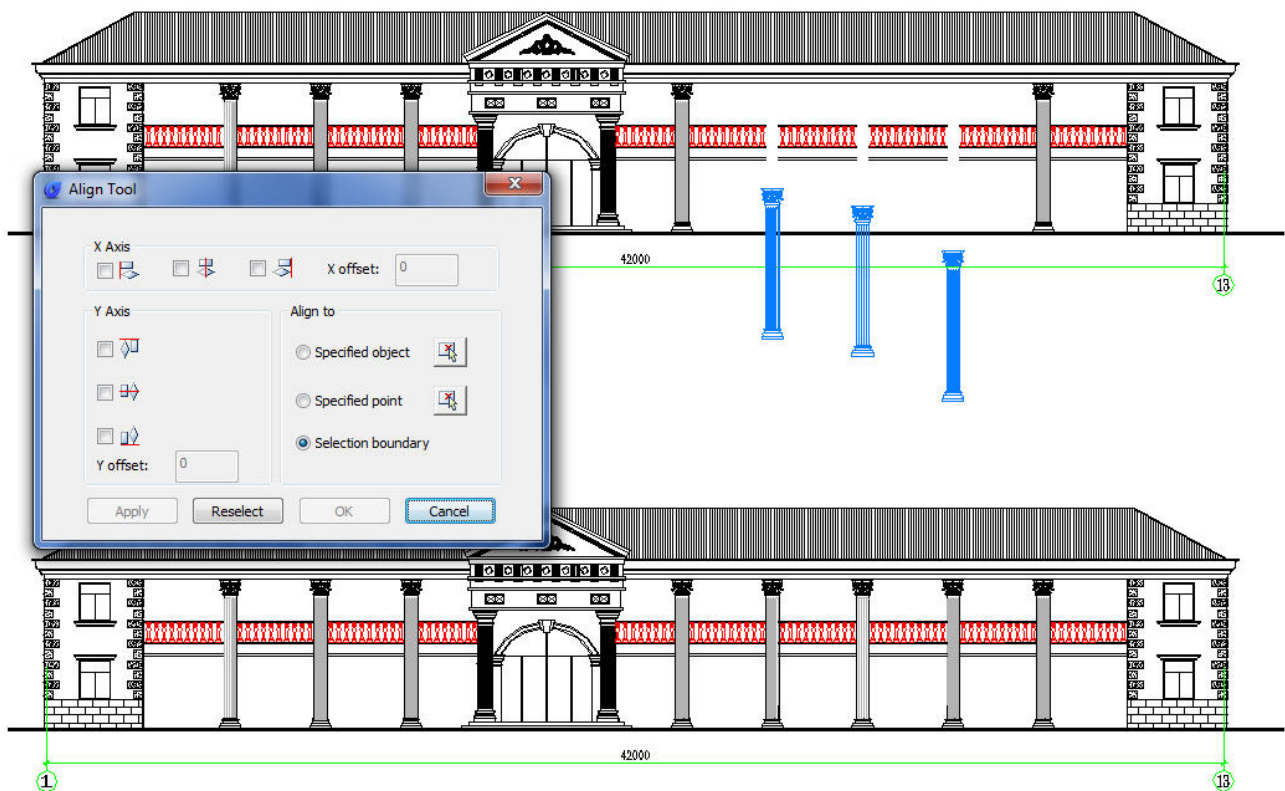 Align Tool
X Axis
X offset:
0
Y Axis
Align to
Specified object
Specified point
Selection boundary
Y offset:
0
Apply
Reselect
OK
Cancel
42000
13
42000
1
13